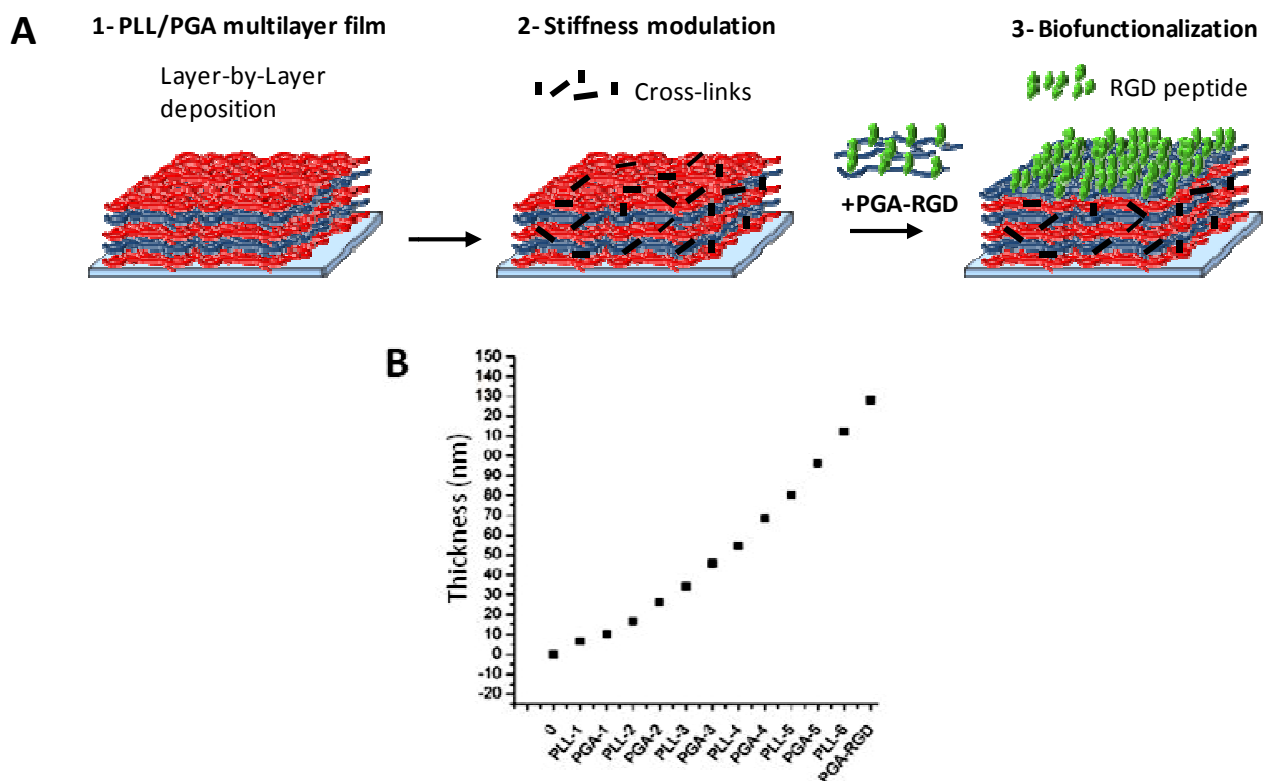 A
1- PLL/PGA multilayer film
2- Stiffness modulation
3- Biofunctionalization
Layer-by-Layer
deposition
Cross-links
RGD peptide
+PGA-RGD
B
Thickness (nm)
150
140
130
20
10
00
90
80
70
60
50
40
30
20
10
0
-10
-20
0
PLL-1
PGA-1
PLL-2
PGA-2
PLL-3
PGA-3
PLL-4
PGA-4
PLL-5
PGA-5
PLL-6
PGA-RGD